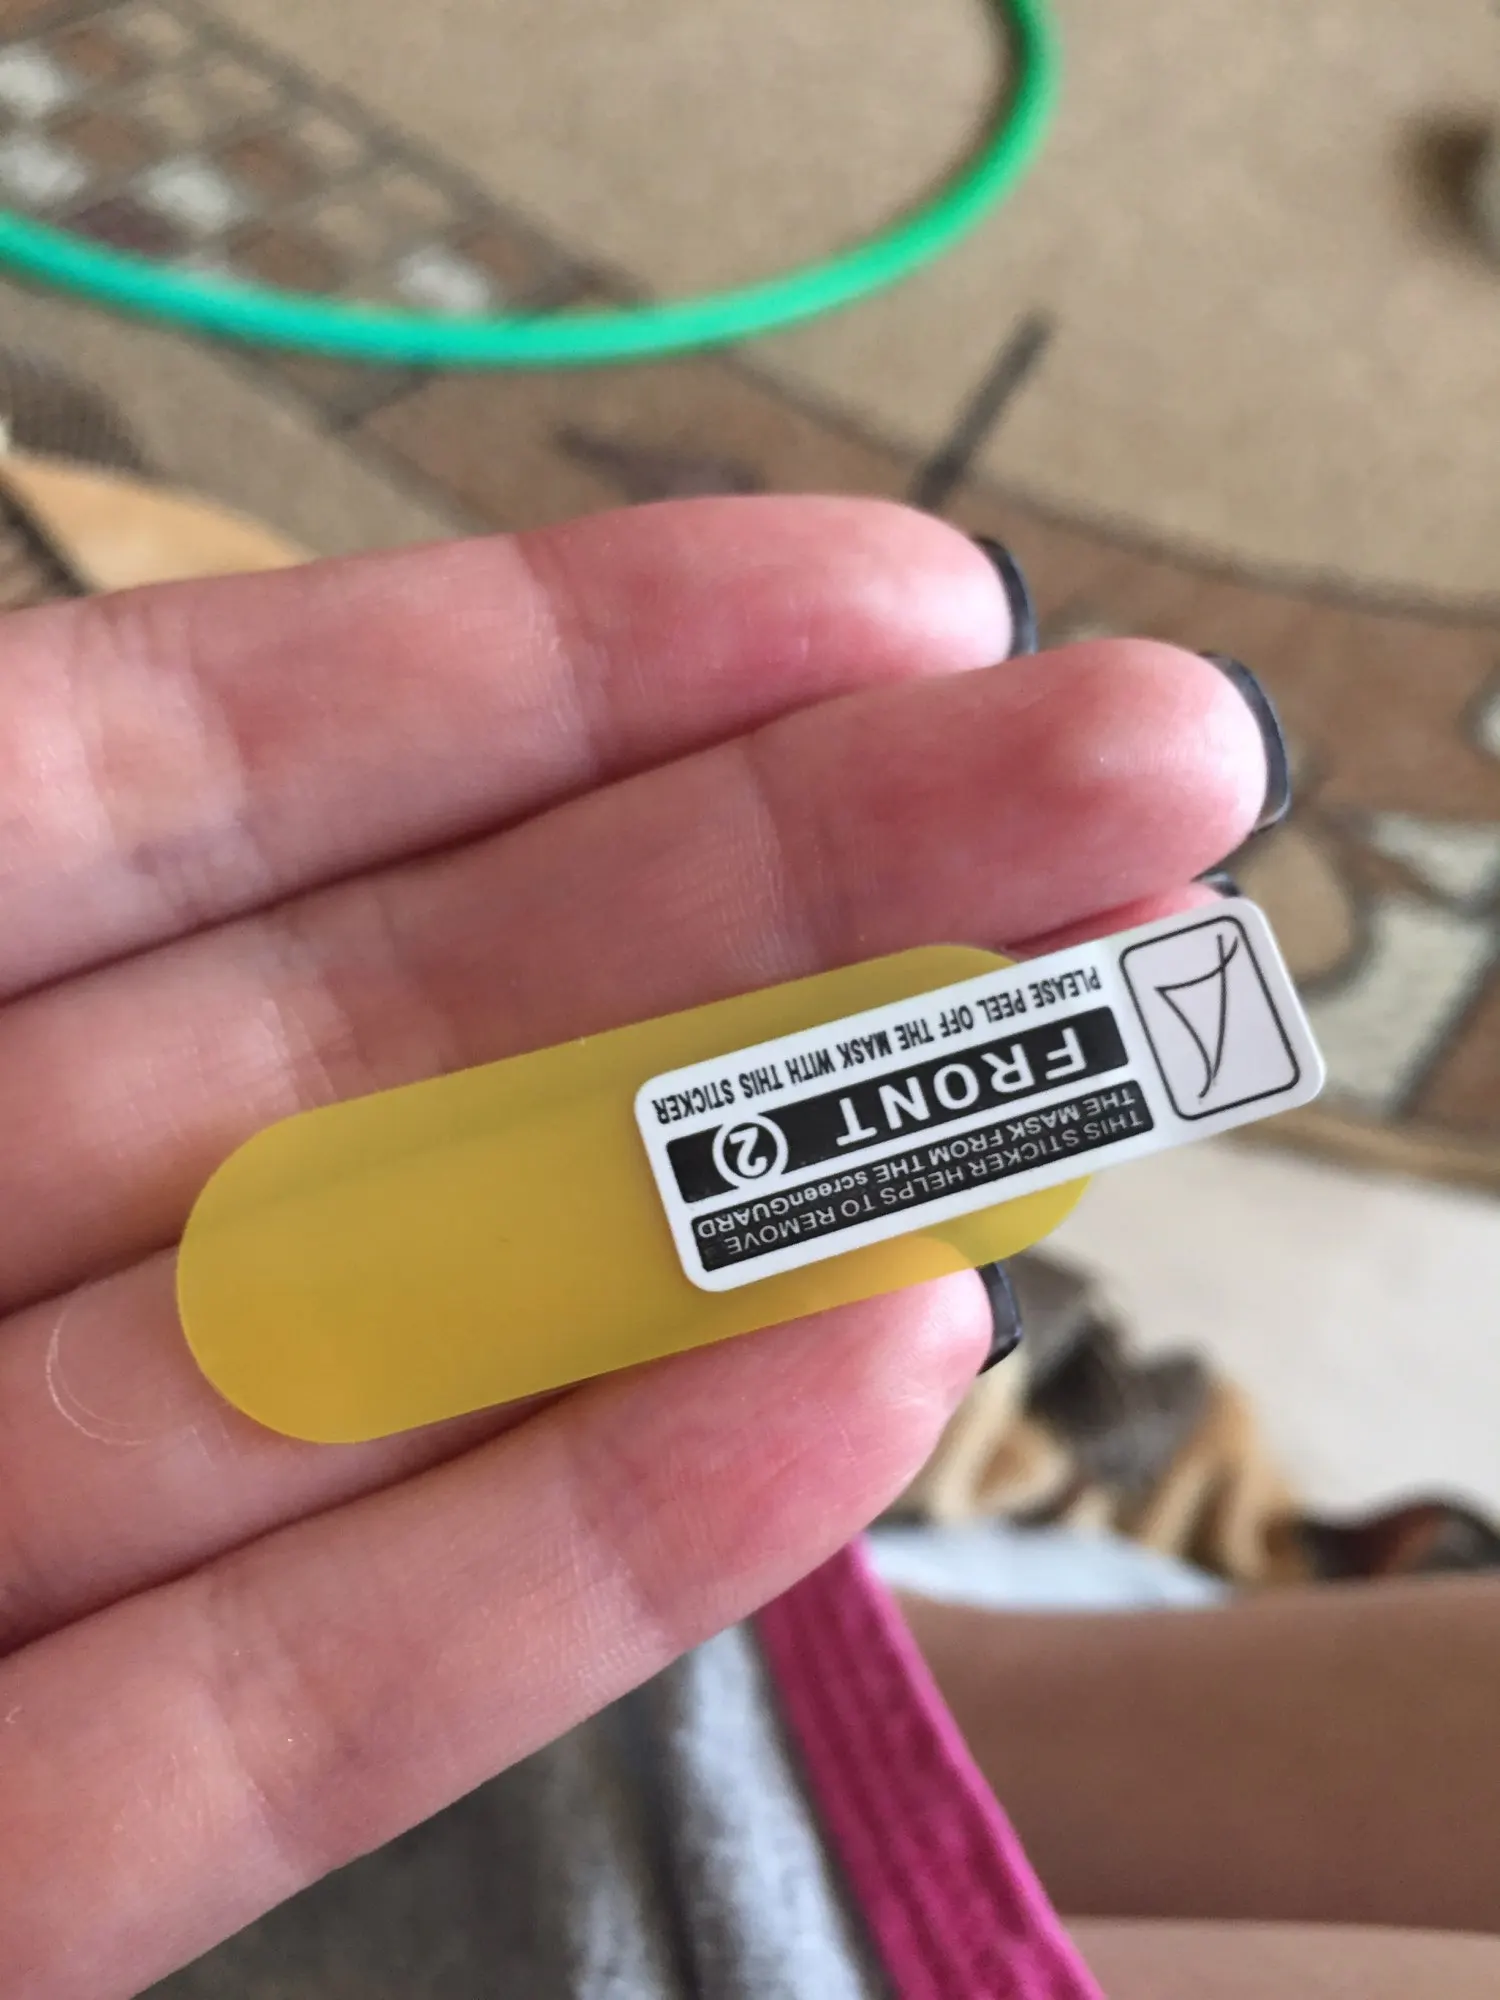 THIS STICKER HELPS TO REMOVE
THE MASK FROM THE screenGUARD
FRONT 2
PLEASE PEEL OFF THE MASK WITH THIS STICKER